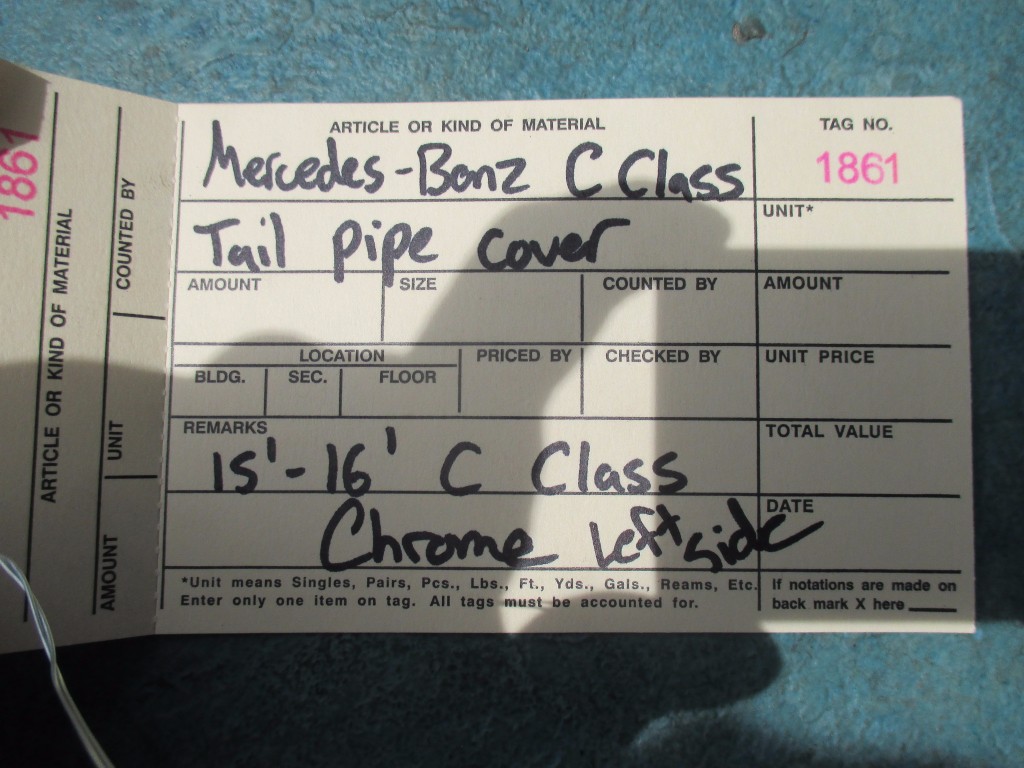 1861
ARTICLE OR KIND OF MATERIAL
COUNTED BY
UNIT
AMOUNT
ARTICLE OR KIND OF MATERIAL
Mercedes-Benz C Class
TAG NO.
1861
Tail pipe cover
UNIT*
AMOUNT SIZE COUNTED BY AMOUNT
LOCATION PRICED BY CHECKED BY UNIT PRICE
BLDG. SEC. FLOOR
REMARKS
15'-16' C Class
TOTAL VALUE
Chrome Left side
DATE
*Unit means Singles, Pairs, Pcs., Lbs., Ft., Yds., Gals., Reams, Etc.
Enter only one item on tag. All tags must be accounted for.
If notations are made on
back mark X here